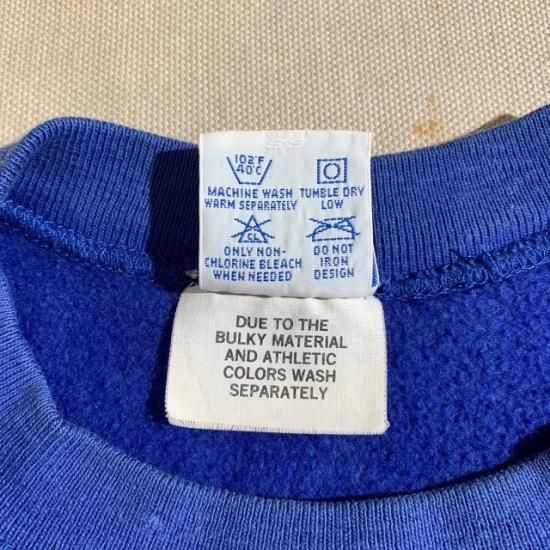 102°F
40°C
MACHINE WASH
WARM SEPARATELY
TUMBLE DRY
LOW
CL
ONLY NON-
CHLORINE BLEACH
WHEN NEEDED
DO NOT
IRON
DESIGN
DUE TO THE
BULKY MATERIAL
AND ATHLETIC
COLORS WASH
SEPARATELY